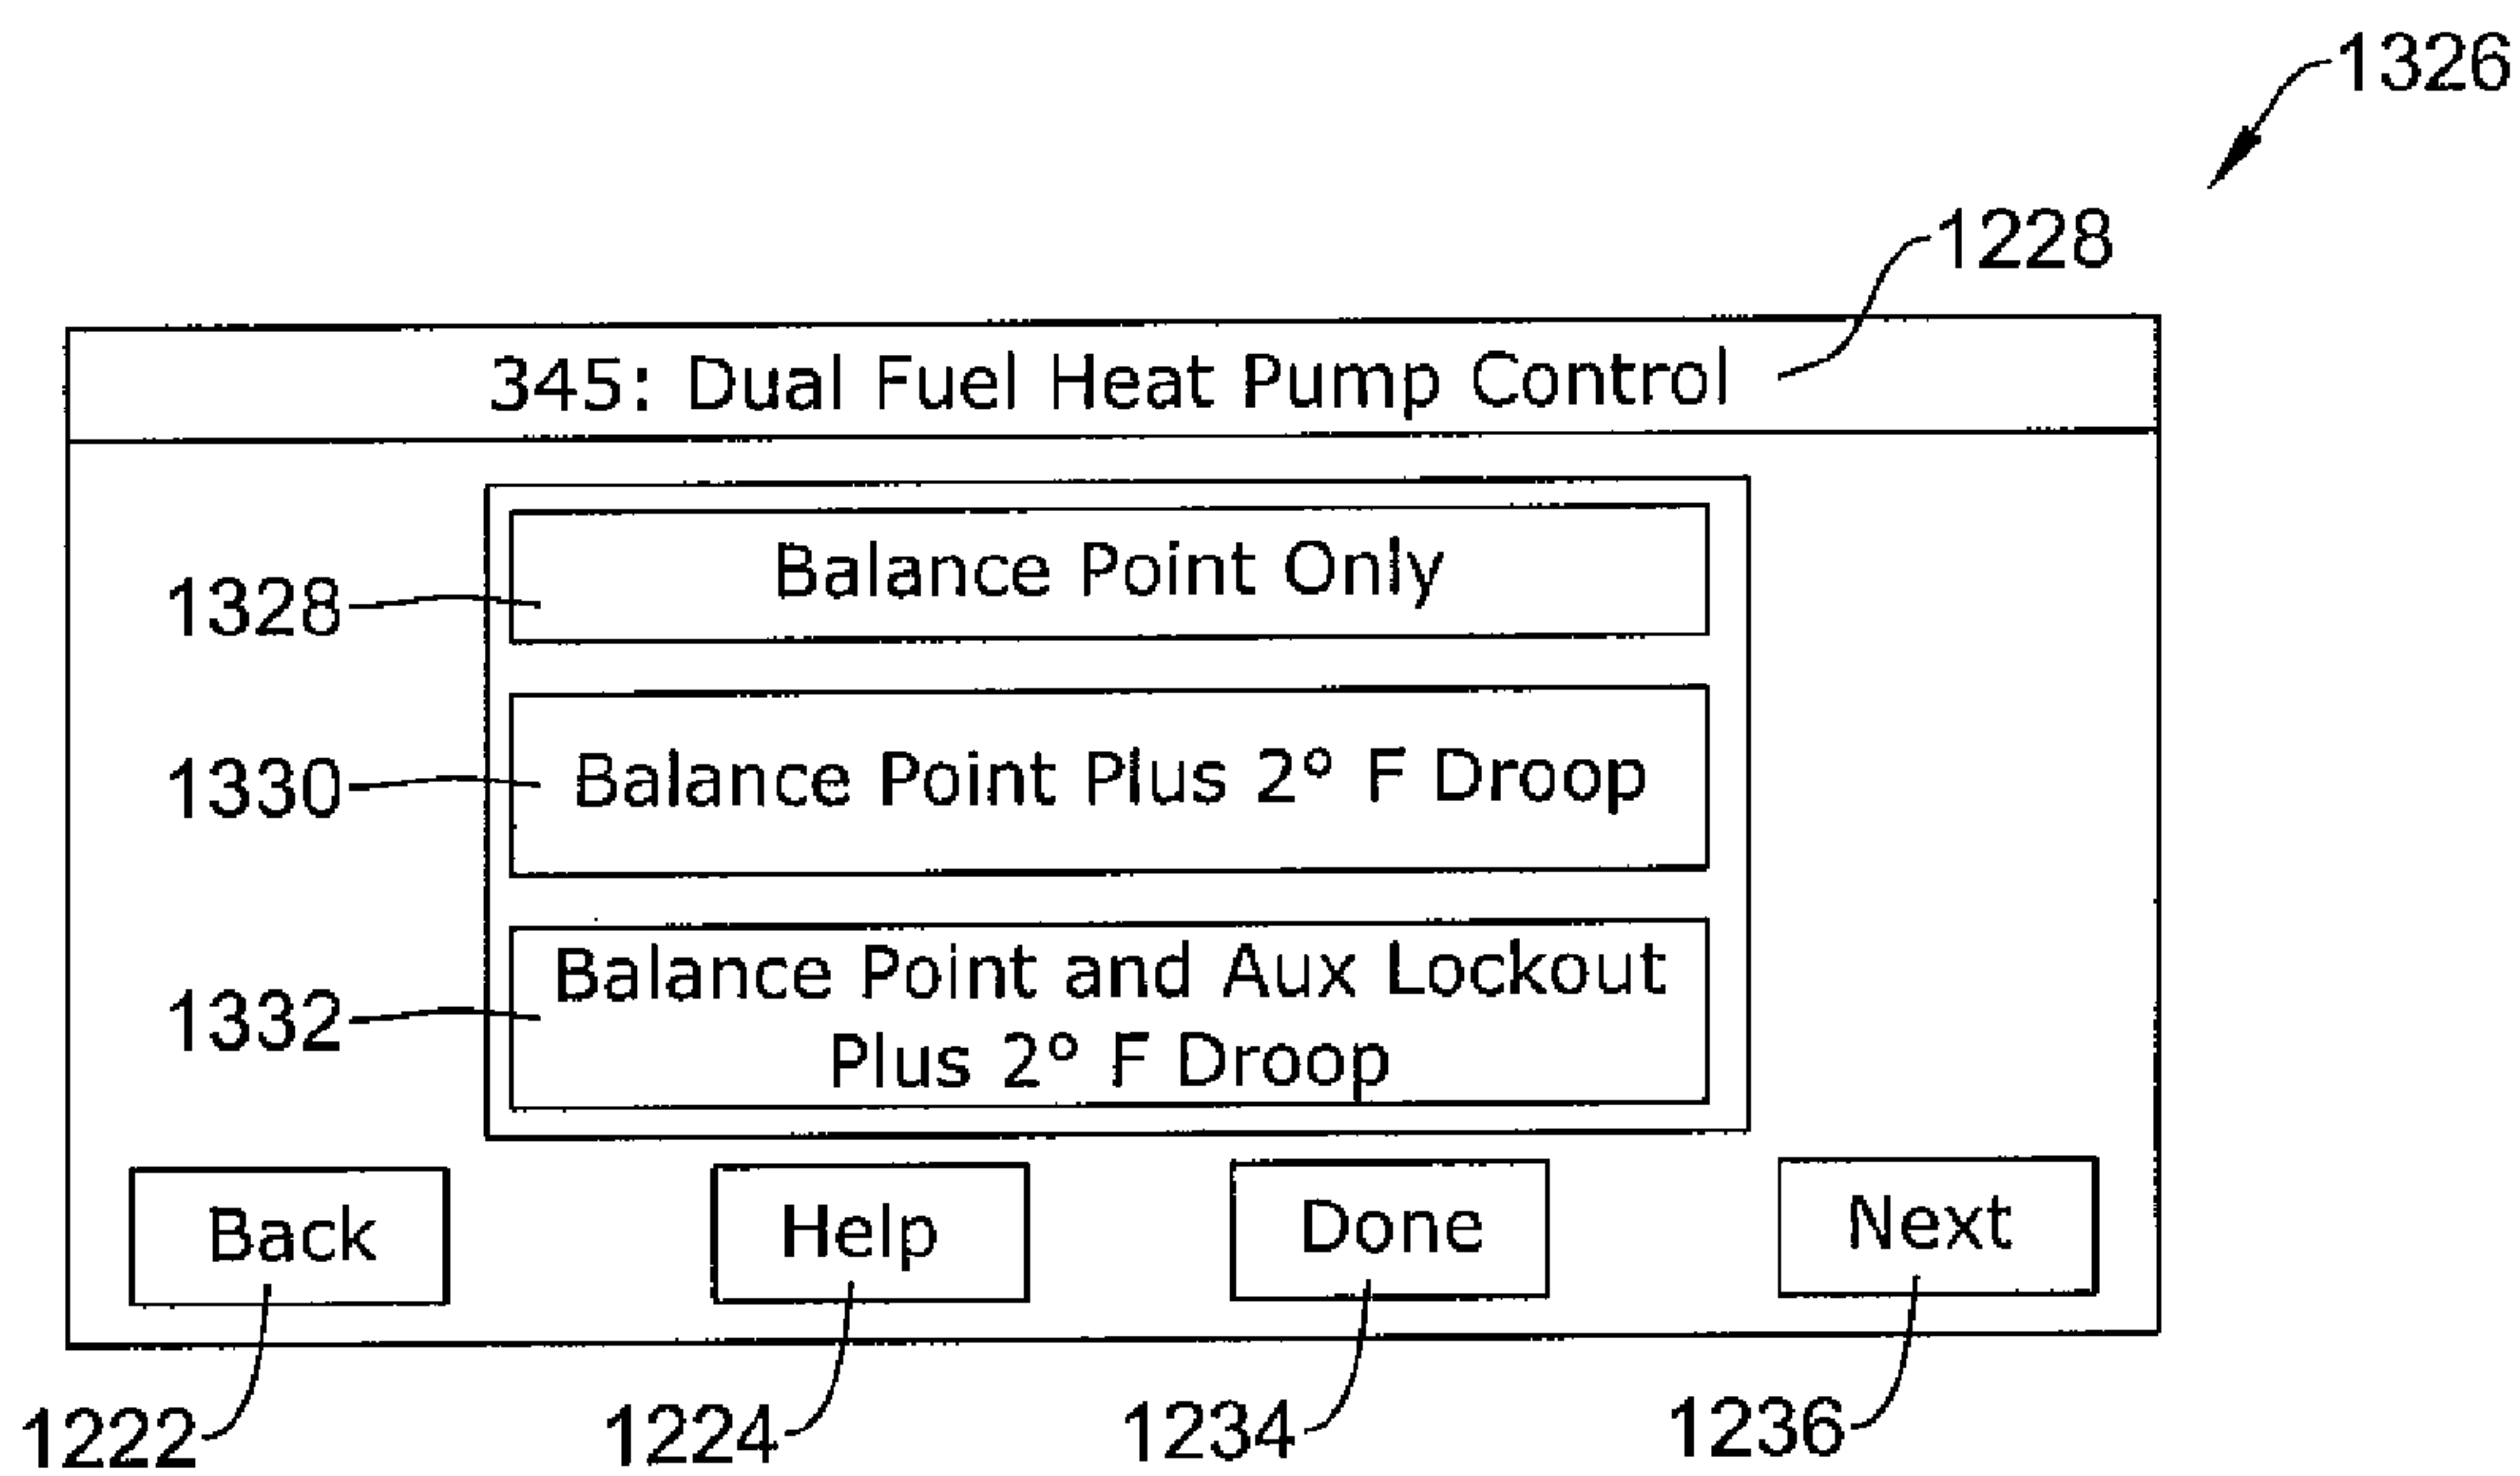 1326
1228
345: Dual Fuel Heat Pump Control
Balance Point Only
1328
Balance Point Plus 2° F Droop
1330
Balance Point and Aux Lockout
1332
Plus 2° F Droop
Back
Help
Done
Next
1222
1224
1234
1236